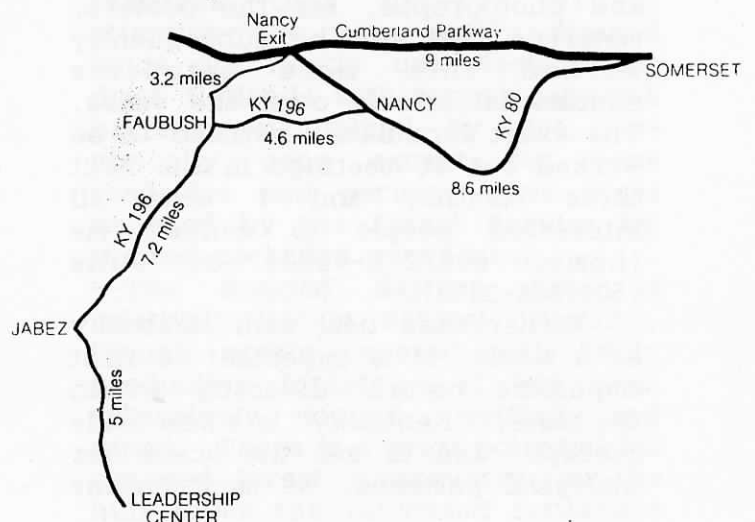 Nancy
Exit
Cumberland Parkway
9 miles
SOMERSET
3.2 miles
KY 196
NANCY
KY 80
FAUBUSH
4.6 miles
8.6 miles
KY 196
7.2 miles
JABEZ
5 miles
LEADERSHIP
CENTER